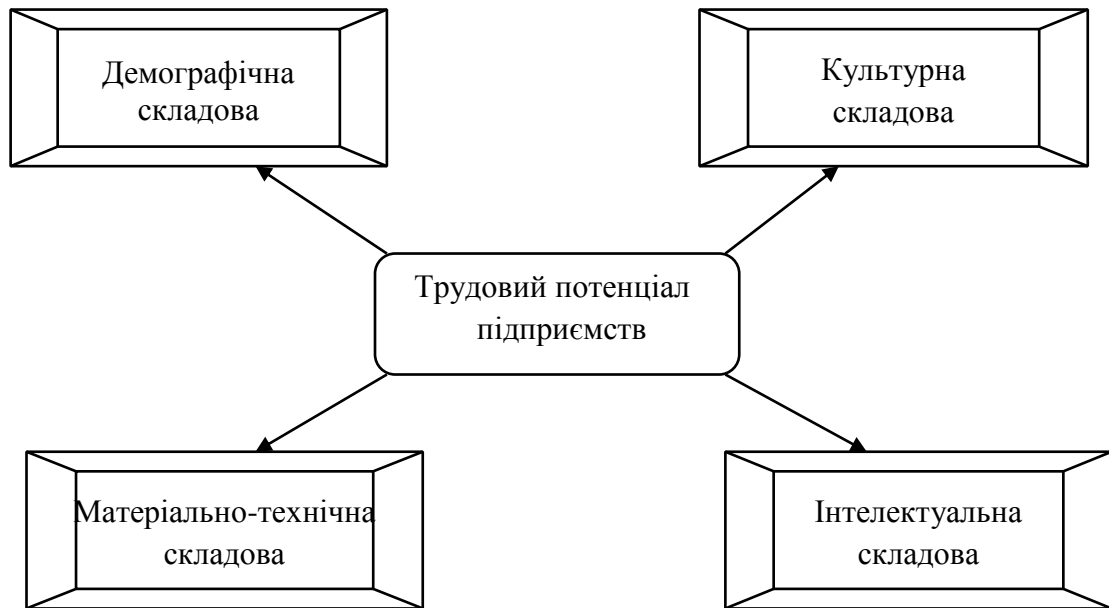 Демографічна
складова
Культурна
складова
Трудовий потенціал
підприємств
Матеріально-технічна
складова
Інтелектуальна
складова